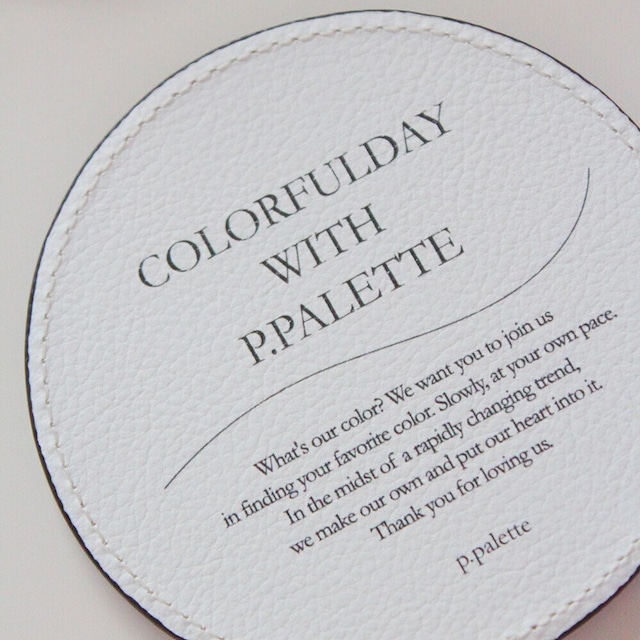 COLORFULDAY
WITH
P.PALETTE
What's our color? We want you to join us
in finding your favorite color. Slowly, at your own pace.
In the midst of a rapidly changing trend,
we make our own and put our heart into it.
Thank you for loving us.
p.palette